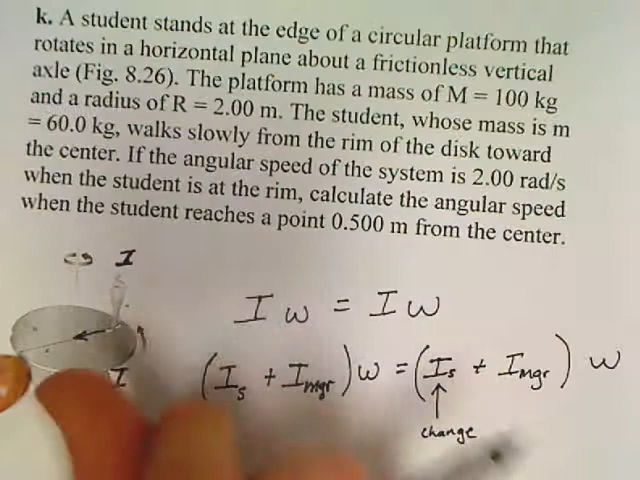 k. A student stands at the edge of a circular platform that
rotates in a horizontal plane about a frictionless vertical
axle (Fig. 8.26). The platform has a mass of M = 100 kg
and a radius of R = 2.00 m. The student, whose mass is m
= 60.0 kg, walks slowly from the rim of the disk toward
the center. If the angular speed of the system is 2.00 rad/s
when the student is at the rim, calculate the angular speed
when the student reaches a point 0.500 m from the center.
I
I ω = I ω
(Is + Imgr) ω = (Is + Imgr) ω
I
change